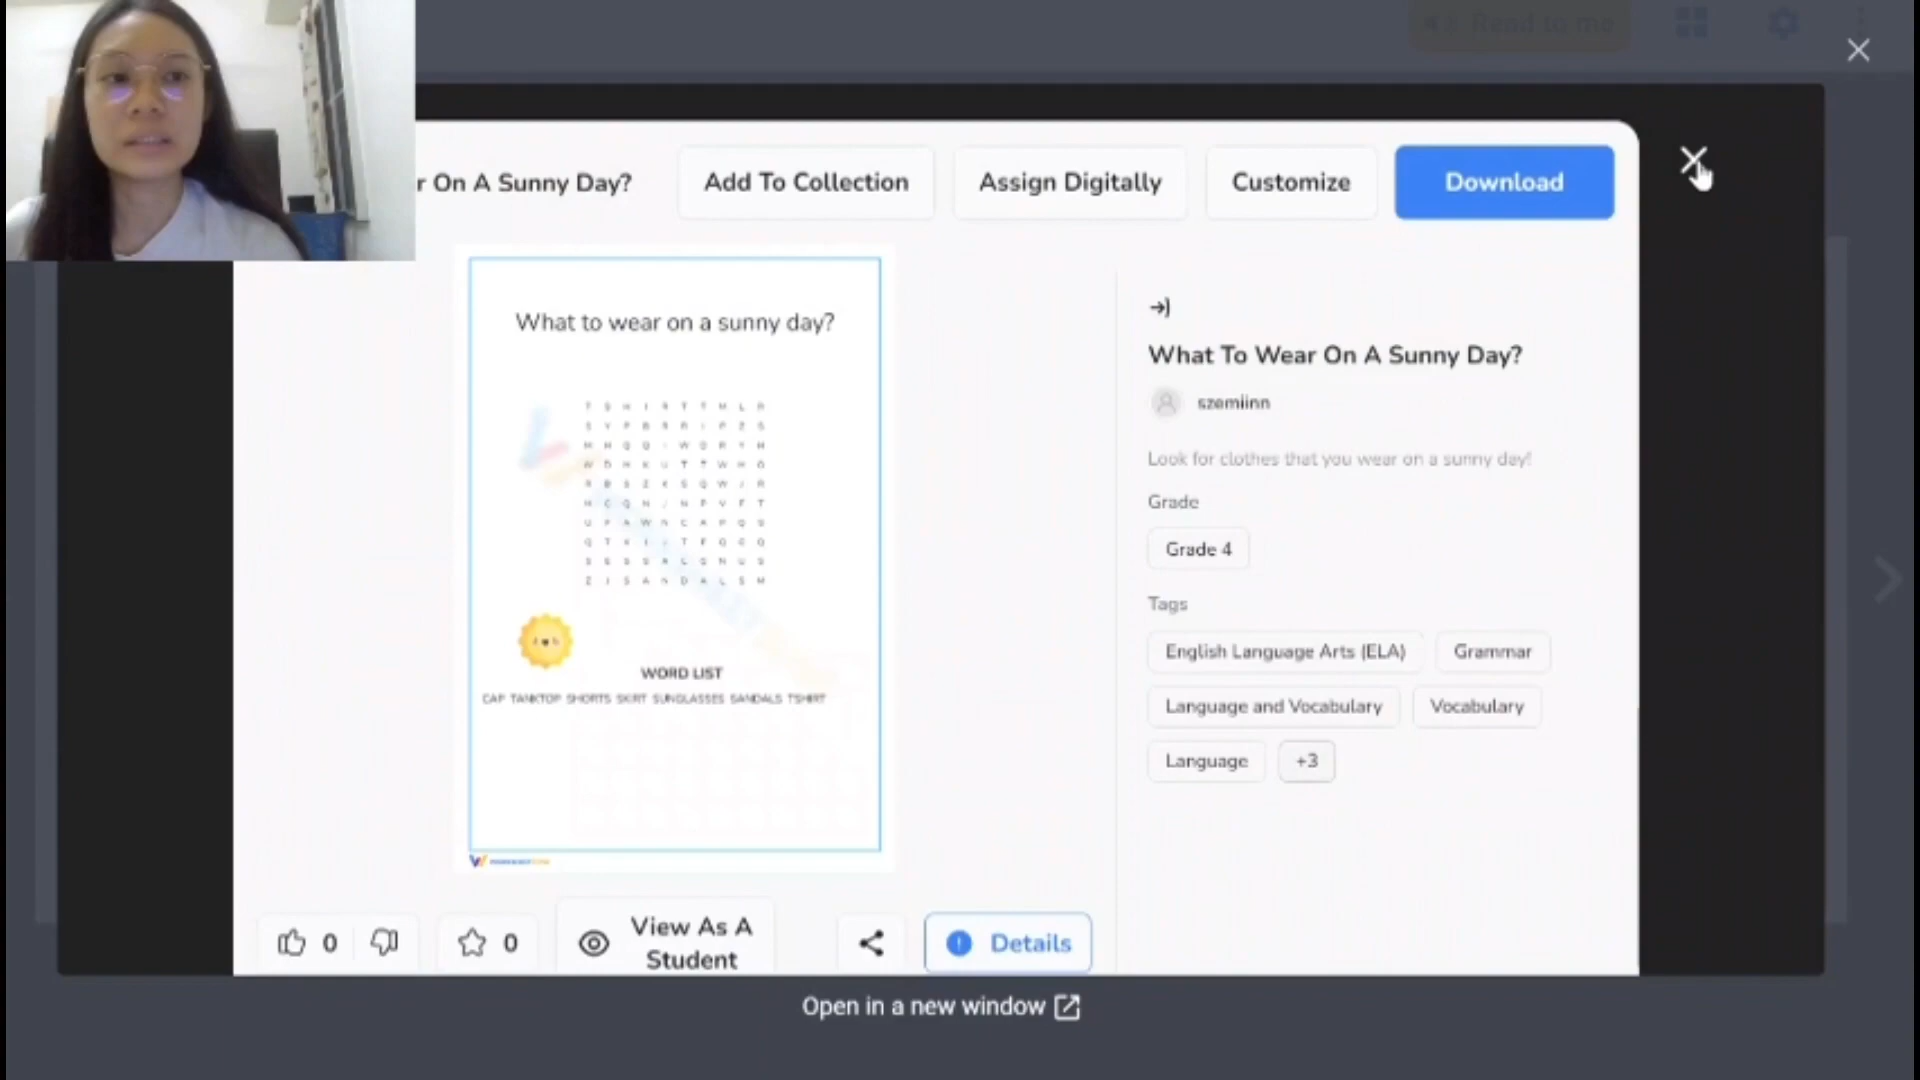 Read to me
r On A Sunny Day?
Add To Collection
Assign Digitally
Customize
Download
What to wear on a sunny day?
WORD LIST
CAP TANKTOP SHORTS SKIRT SUNGLASSES SANDALS TSHIRT
What To Wear On A Sunny Day?
szemiinn
Look for clothes that you wear on a sunny day!
Grade
Grade 4
Tags
English Language Arts (ELA)
Grammar
Language and Vocabulary
Vocabulary
Language
+3
0
0
View As A
Student
Details
Open in a new window